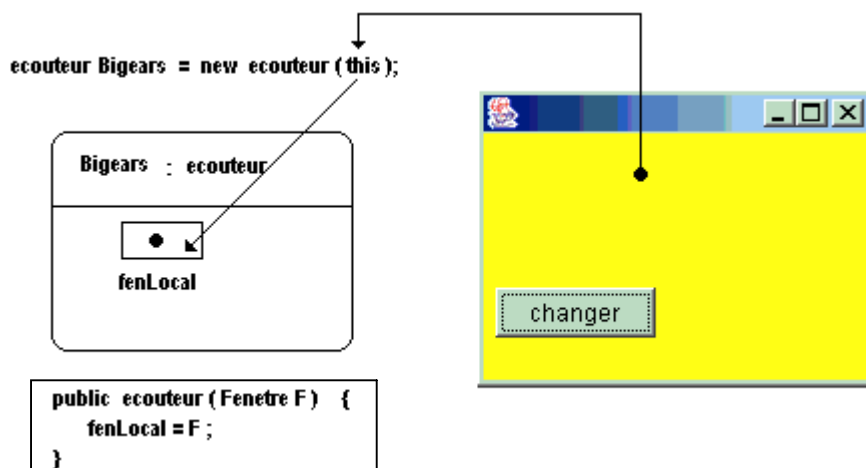 ecouteur Bigears = new ecouteur ( this );
Bigears : ecouteur
fenLocal
changer
public ecouteur ( Fenetre F ) {
fenLocal = F ;
}